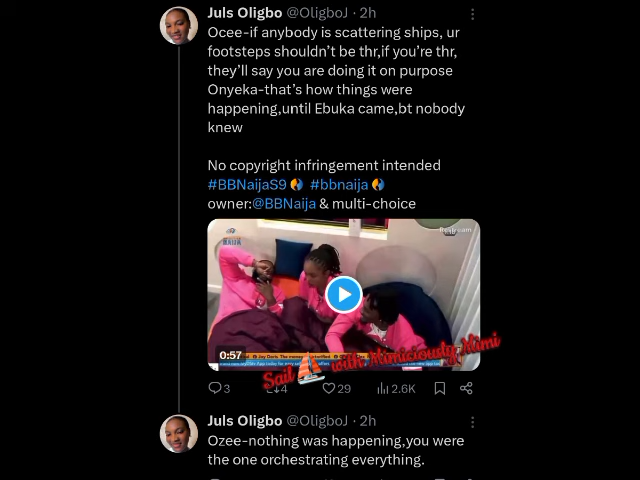 Juls Oligbo @OligboJ · 2h
Ocee-if anybody is scattering ships, ur
footsteps shouldn't be thr,if you're thr,
they'll say you are doing it on purpose
Onyeka-that's how things were
happening,until Ebuka came,bt nobody
knew
No copyright infringement intended
#BBNaijaS9 #bbnaija
owner:@BBNaija & multi-choice
NAIJA
0:57
Sail with Mimiciously Mimi
3
4
29
2.6K
Juls Oligbo @OligboJ · 2h
Ozee-nothing was happening,you were
the one orchestrating everything.